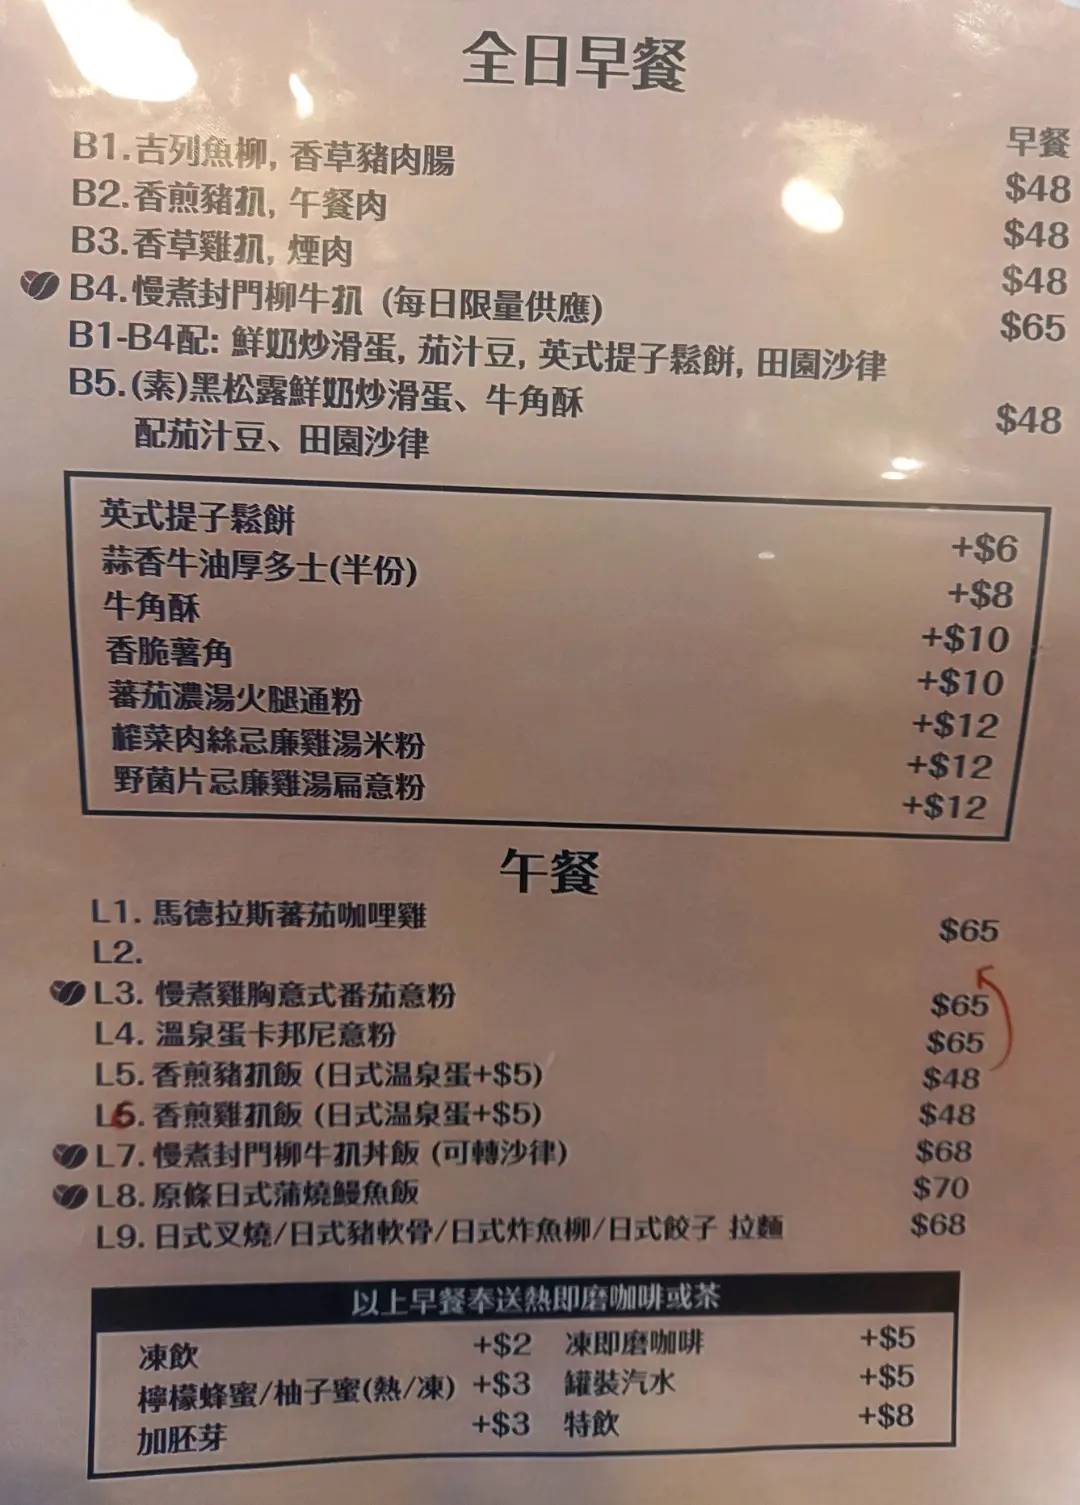 全日早餐
早餐
B1.吉列魚柳, 香草豬肉腸 $48
B2.香煎豬扒, 午餐肉 $48
B3.香草雞扒, 煙肉 $48
B4.慢煮封門柳牛扒 (每日限量供應) $65
B1-B4配: 鮮奶炒滑蛋, 茄汁豆, 英式提子鬆餅, 田園沙律
B5.(素)黑松露鮮奶炒滑蛋、牛角酥 $48
配茄汁豆、田園沙律
英式提子鬆餅 +$6
蒜香牛油厚多士(半份) +$8
牛角酥 +$10
香脆薯角 +$10
蕃茄濃湯火腿通粉 +$12
榨菜肉絲忌廉雞湯米粉 +$12
野菌片忌廉雞湯扁意粉 +$12
午餐
L1. 馬德拉斯蕃茄咖哩雞 $65
L2.
L3. 慢煮雞胸意式番茄意粉 $65
L4. 溫泉蛋卡邦尼意粉 $65
L5. 香煎豬扒飯 (日式温泉蛋+$5) $48
L6. 香煎雞扒飯 (日式温泉蛋+$5) $48
L7. 慢煮封門柳牛扒丼飯 (可轉沙律) $68
L8. 原條日式蒲燒鰻魚飯 $70
L9. 日式叉燒/日式豬軟骨/日式炸魚柳/日式餃子 拉麵 $68
以上早餐奉送熱即磨咖啡或茶
凍飲 +$2 凍即磨咖啡 +$5
檸檬蜂蜜/柚子蜜(熱/凍) +$3 罐裝汽水 +$5
加胚芽 +$3 特飲 +$8